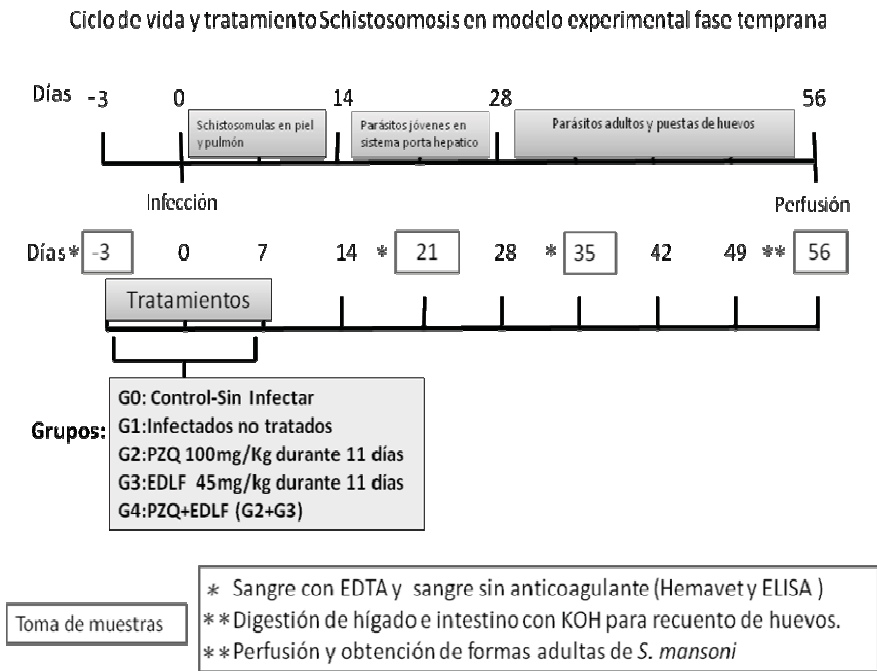 Ciclo de vida y tratamiento Schistosomosis en modelo experimental fase temprana
Días -3 0 14 28 56
Schistosomulas en piel
y pulmón
Parásitos jóvenes en
sistema porta hepatico
Parásitos adultos y puestas de huevos
Infección
Perfusión
Días* -3 0 7 14 * 21 28 * 35 42 49 ** 56
Tratamientos
Grupos:
G0: Control-Sin Infectar
G1:Infectados no tratados
G2:PZQ 100mg/Kg durante 11 días
G3:EDLF 45mg/kg durante 11 días
G4:PZQ+EDLF (G2+G3)
Toma de muestras
* Sangre con EDTA y sangre sin anticoagulante (Hemavet y ELISA )
**Digestión de hígado e intestino con KOH para recuento de huevos.
**Perfusión y obtención de formas adultas de S. mansoni